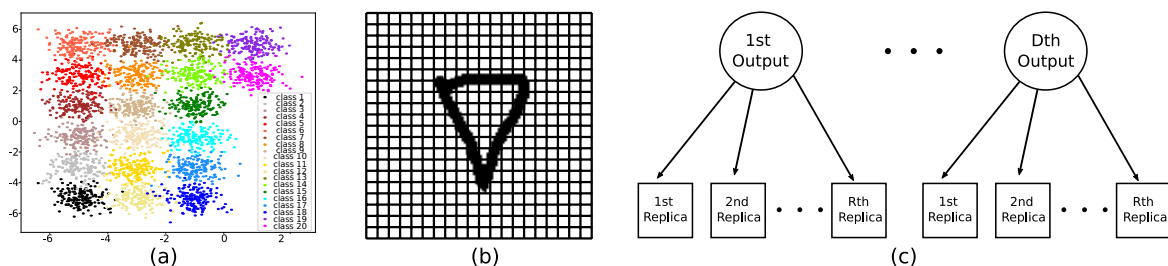 6
4
2
0
-2
-4
-6
-6
-4
-2
0
2
class 1
class 2
class 3
class 4
class 5
class 6
class 7
class 8
class 9
class 10
class 11
class 12
class 13
class 14
class 15
class 16
class 17
class 18
class 19
class 20
(a)
(b)
1st
Output
Dth
Output
1st
Replica
2nd
Replica
Rth
Replica
1st
Replica
2nd
Replica
Rth
Replica
(c)